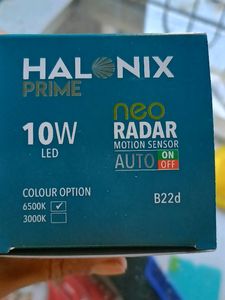 HALONIX
PRIME
neo
10W
LED
RADAR
MOTION SENSOR
AUTO ON OFF
COLOUR OPTION
6500K
3000K
B22d